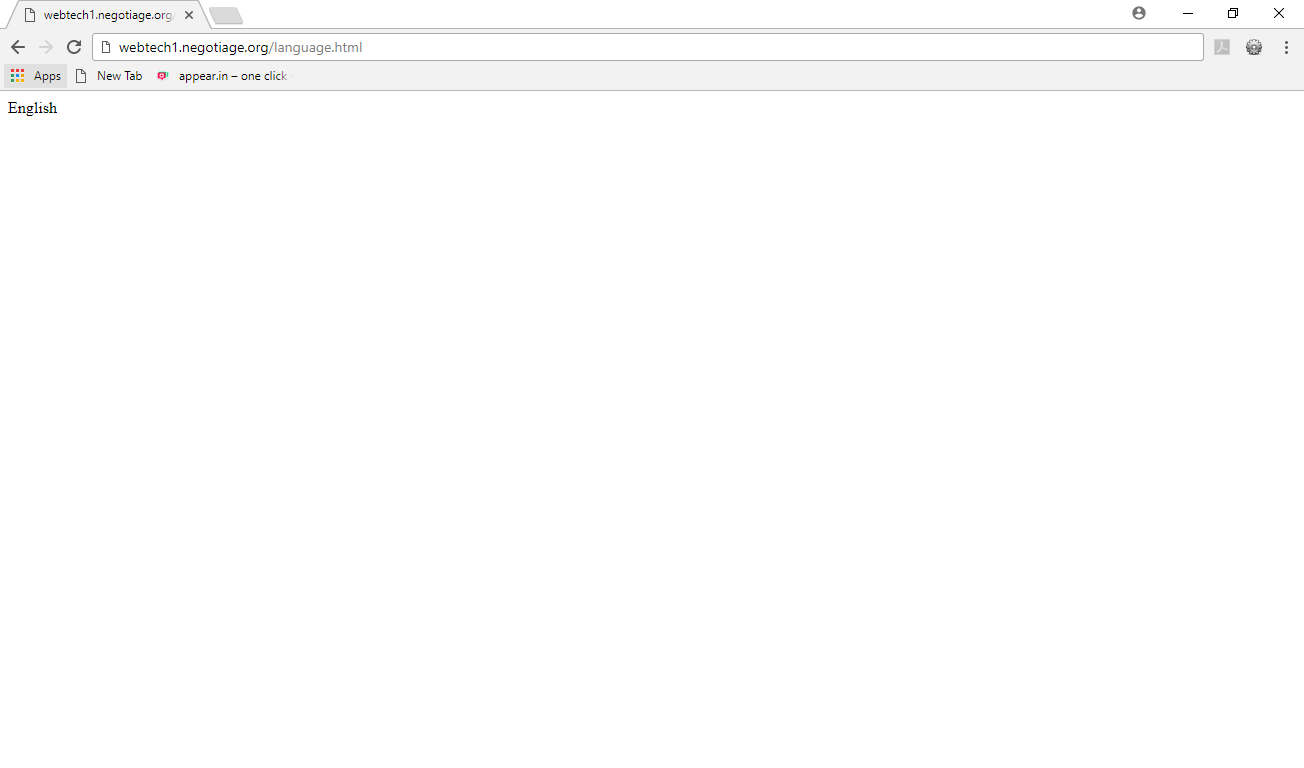 webtech1.negotiage.org/
webtech1.negotiage.org/language.html
Apps New Tab appear.in – one click
English